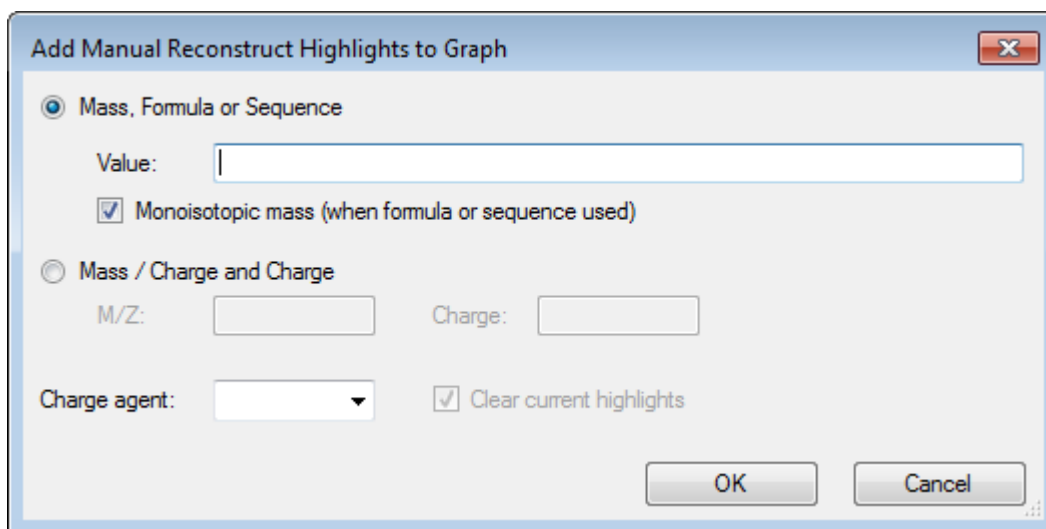 Add Manual Reconstruct Highlights to Graph
Mass, Formula or Sequence
Value:
Monoisotopic mass (when formula or sequence used)
Mass / Charge and Charge
M/Z: Charge:
Charge agent: Clear current highlights
OK Cancel